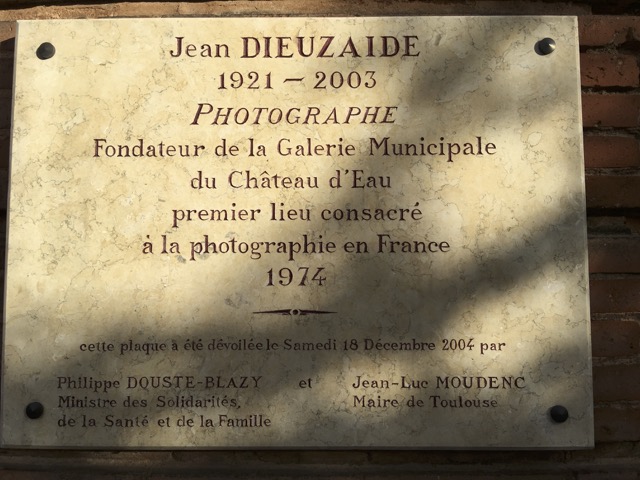 Jean DIEUZAIDE
1921 – 2003
PHOTOGRAPHE
Fondateur de la Galerie Municipale
du Château d'Eau
premier lieu consacré
à la photographie en France
1974
cette plaque a été dévoilée le Samedi 18 Décembre 2004 par
Philippe DOUSTE-BLAZY et Jean-Luc MOUDENC
Ministre des Solidarités, Maire de Toulouse
de la Santé et de la Famille